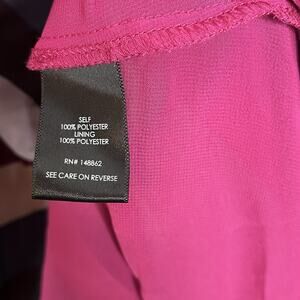 SELF
100% POLYESTER
LINING
100% POLYESTER
RN# 148862
SEE CARE ON REVERSE